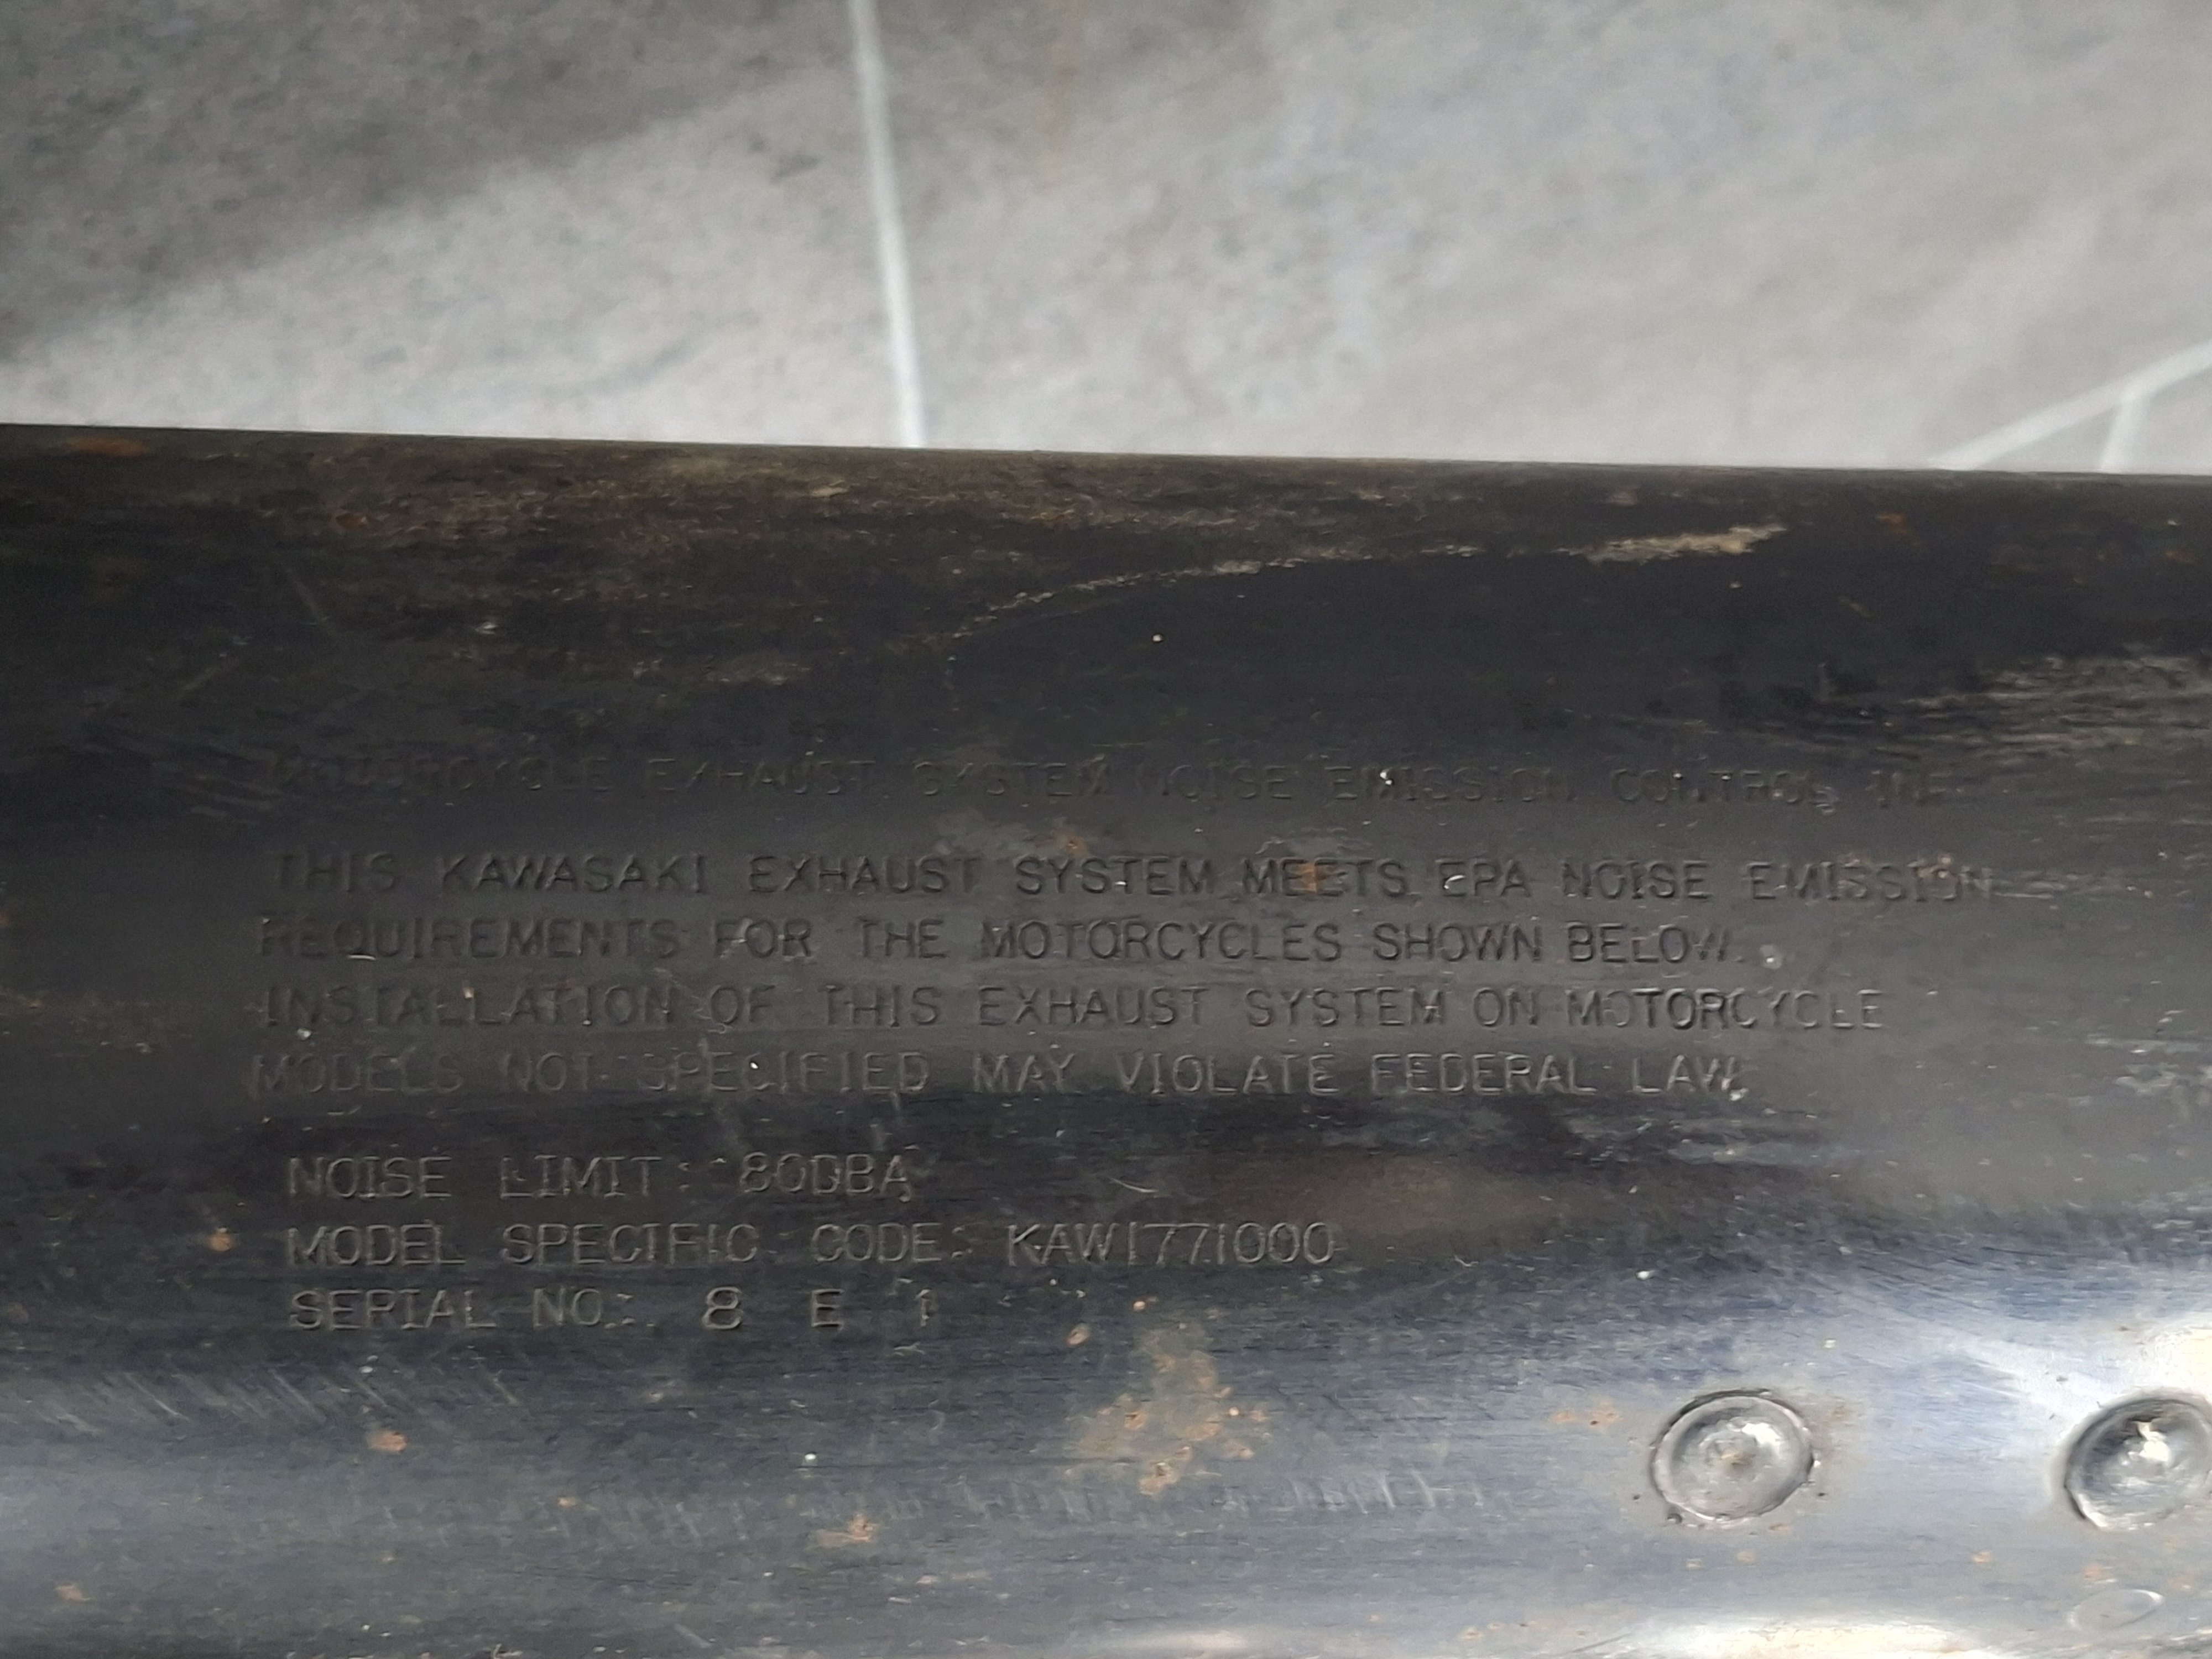 MOTORCYCLE EXHAUST SYSTEM NOISE EMISSION CONTROL INF
THIS KAWASAKI EXHAUST SYSTEM MEETS EPA NOISE EMISSION
REQUIREMENTS FOR THE MOTORCYCLES SHOWN BELOW.
INSTALLATION OF THIS EXHAUST SYSTEM ON MOTORCYCLE
MODELS NOT SPECIFIED MAY VIOLATE FEDERAL LAW
NOISE LIMIT: 80DBA
MODEL SPECIFIC CODE: KAW1771000
SERIAL NO.: 8 E 1